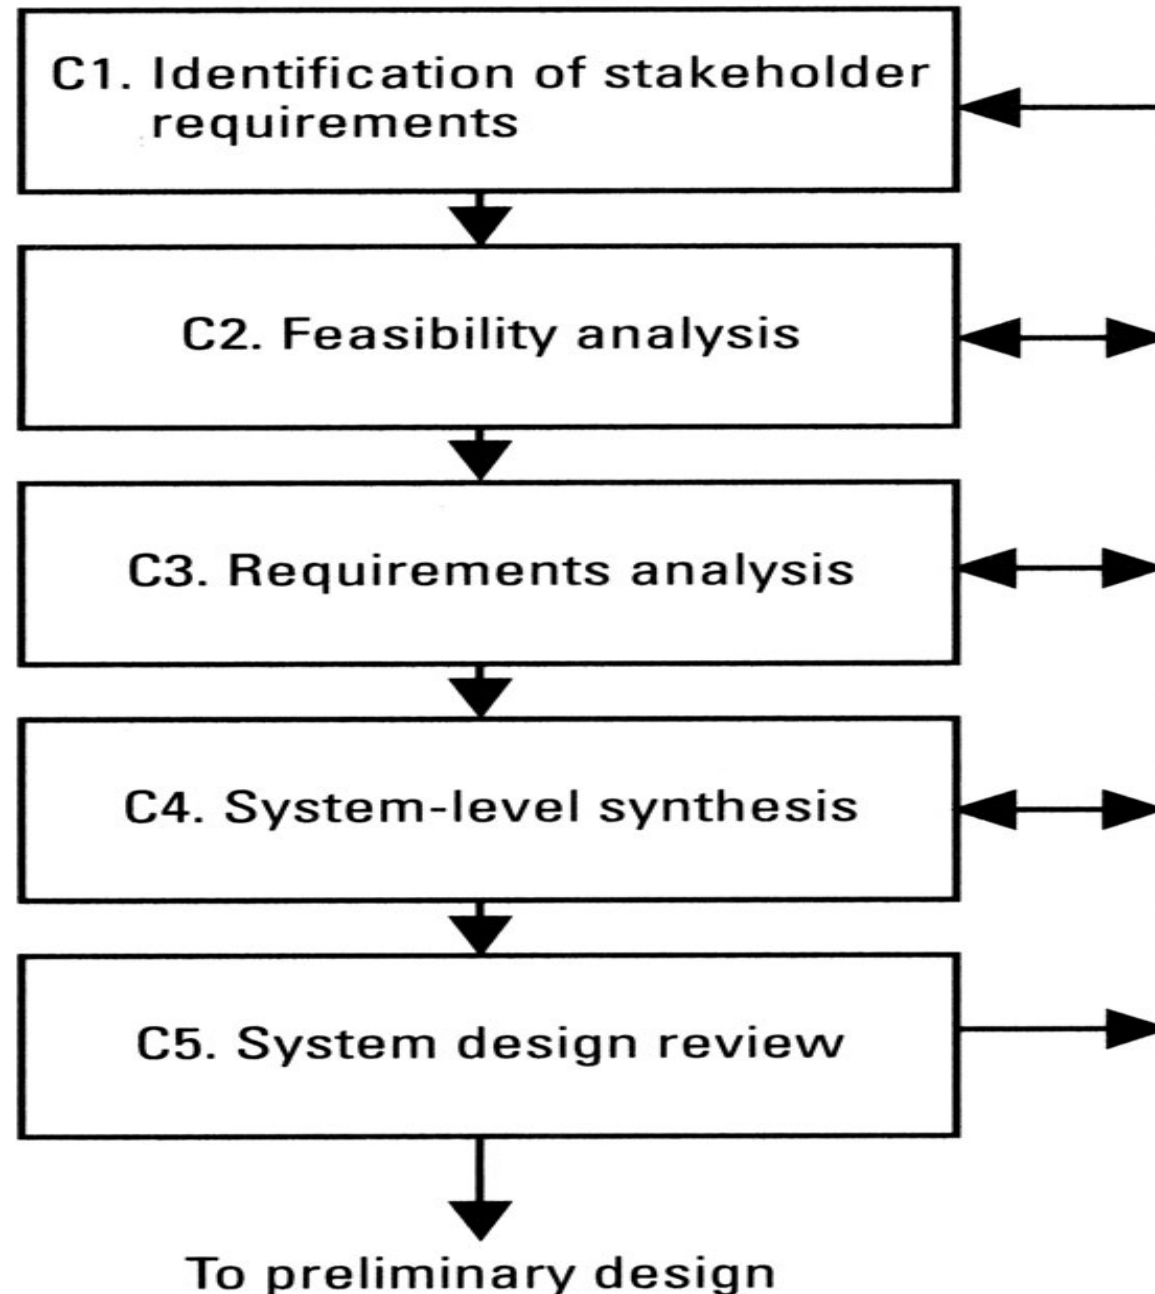 C1. Identification of stakeholder
requirements
C2. Feasibility analysis
C3. Requirements analysis
C4. System-level synthesis
C5. System design review
To preliminary design